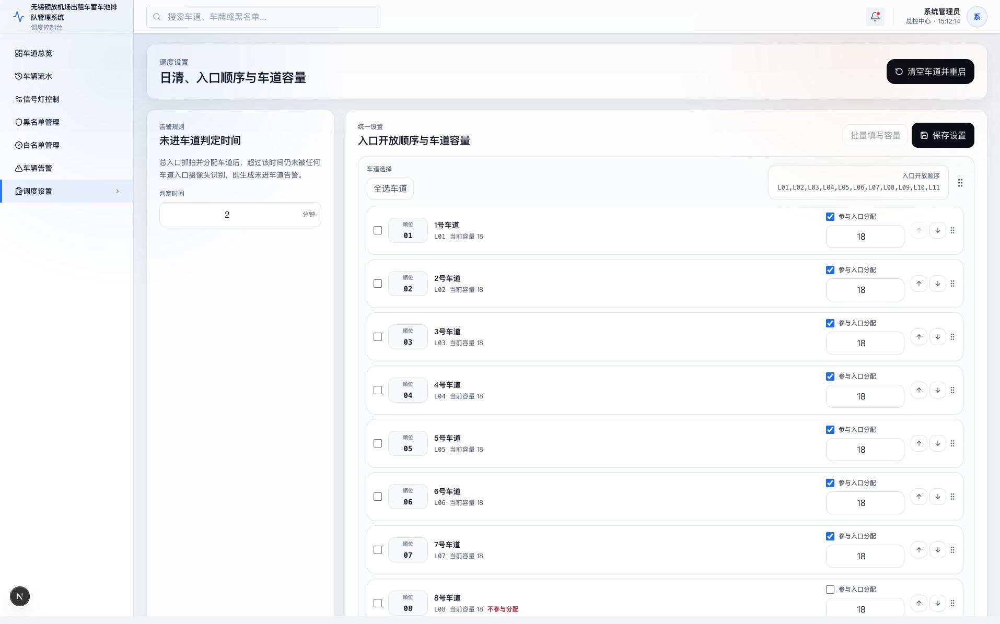 无锡硕放机场出租车蓄车池排
队管理系统
调度控制台
搜索车道、车牌或黑名单...
系统管理员
总控中心 · 15:12:14
系
车道总览
车辆流水
信号灯控制
黑名单管理
白名单管理
车辆告警
调度设置
调度设置
日清、入口顺序与车道容量
清空车道并重启
告警规则
未进车道判定时间
总入口抓拍并分配车道后，超过该时间仍未被任何
车道入口摄像头识别，即生成未进车道告警。
判定时间
2
分钟
统一设置
入口开放顺序与车道容量
批量填写容量
保存设置
车道选择
全选车道
入口开放顺序
L01,L02,L03,L04,L05,L06,L07,L08,L09,L10,L11
顺位
01
1号车道
L01 当前容量 18
参与入口分配
18
顺位
02
2号车道
L02 当前容量 18
参与入口分配
18
顺位
03
3号车道
L03 当前容量 18
参与入口分配
18
顺位
04
4号车道
L04 当前容量 18
参与入口分配
18
顺位
05
5号车道
L05 当前容量 18
参与入口分配
18
顺位
06
6号车道
L06 当前容量 18
参与入口分配
18
顺位
07
7号车道
L07 当前容量 18
参与入口分配
18
顺位
08
8号车道
L08 当前容量 18 不参与分配
参与入口分配
18
N